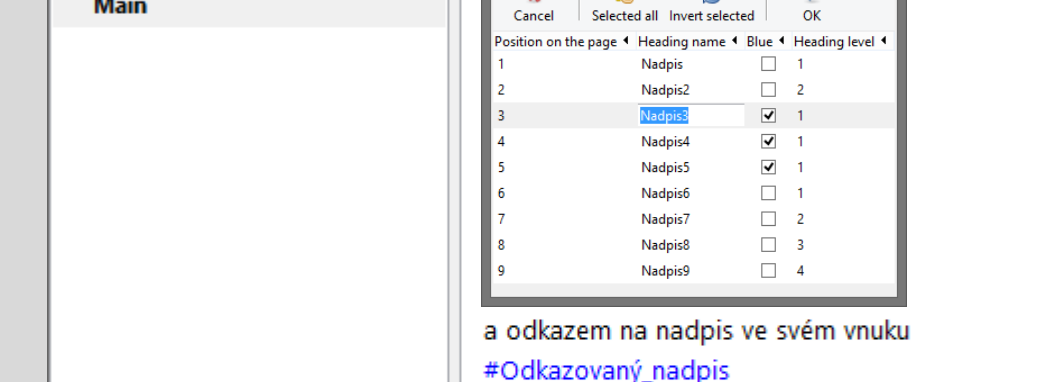 Main
Cancel Selected all Invert selected OK
Position on the page Heading name Blue Heading level
1 Nadpis 1
2 Nadpis2 2
3 Nadpis3 1
4 Nadpis4 1
5 Nadpis5 1
6 Nadpis6 1
7 Nadpis7 2
8 Nadpis8 3
9 Nadpis9 4
a odkazem na nadpis ve svém vnuku
#Odkazovaný_nadpis